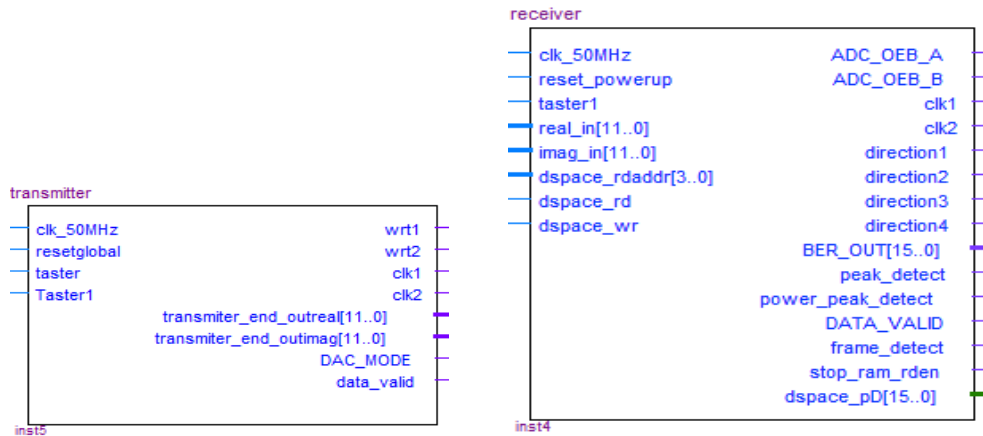 transmitter
clk_50MHz wrt1
resetglobal wrt2
taster clk1
Taster1 clk2
transmiter_end_outreal[11..0]
transmiter_end_outimag[11..0]
DAC_MODE
data_valid
inst5
receiver
clk_50MHz ADC_OEB_A
reset_powerup ADC_OEB_B
taster1 clk1
real_in[11..0] clk2
imag_in[11..0] direction1
dspace_rdaddr[3..0] direction2
dspace_rd direction3
dspace_wr direction4
BER_OUT[15..0]
peak_detect
power_peak_detect
DATA_VALID
frame_detect
stop_ram_rden
dspace_pD[15..0]
inst4